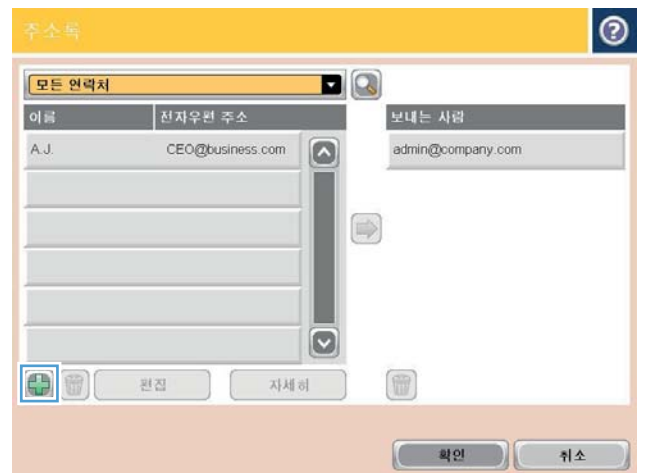 주소록
모든 연락처
이름 전자우편 주소 보내는 사람
A.J. CEO@business.com admin@company.com
편집 자세히
확인 취소